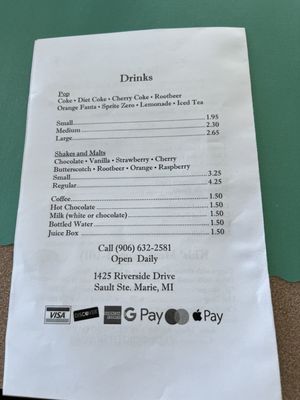 Drinks
Pop
Coke • Diet Coke • Cherry Coke • Rootbeer
Orange Fanta • Sprite Zero • Lemonade • Iced Tea
Small 1.95
Medium 2.30
Large 2.65
Shakes and Malts
Chocolate • Vanilla • Strawberry • Cherry
Butterscotch • Rootbeer • Orange • Raspberry
Small 3.25
Regular 4.25
Coffee 1.50
Hot Chocolate 1.50
Milk (white or chocolate) 1.50
Bottled Water 1.50
Juice Box 1.50
Call (906) 632-2581
Open Daily
1425 Riverside Drive
Sault Ste. Marie, MI
VISA DISCOVER AMERICAN EXPRESS G Pay Pay